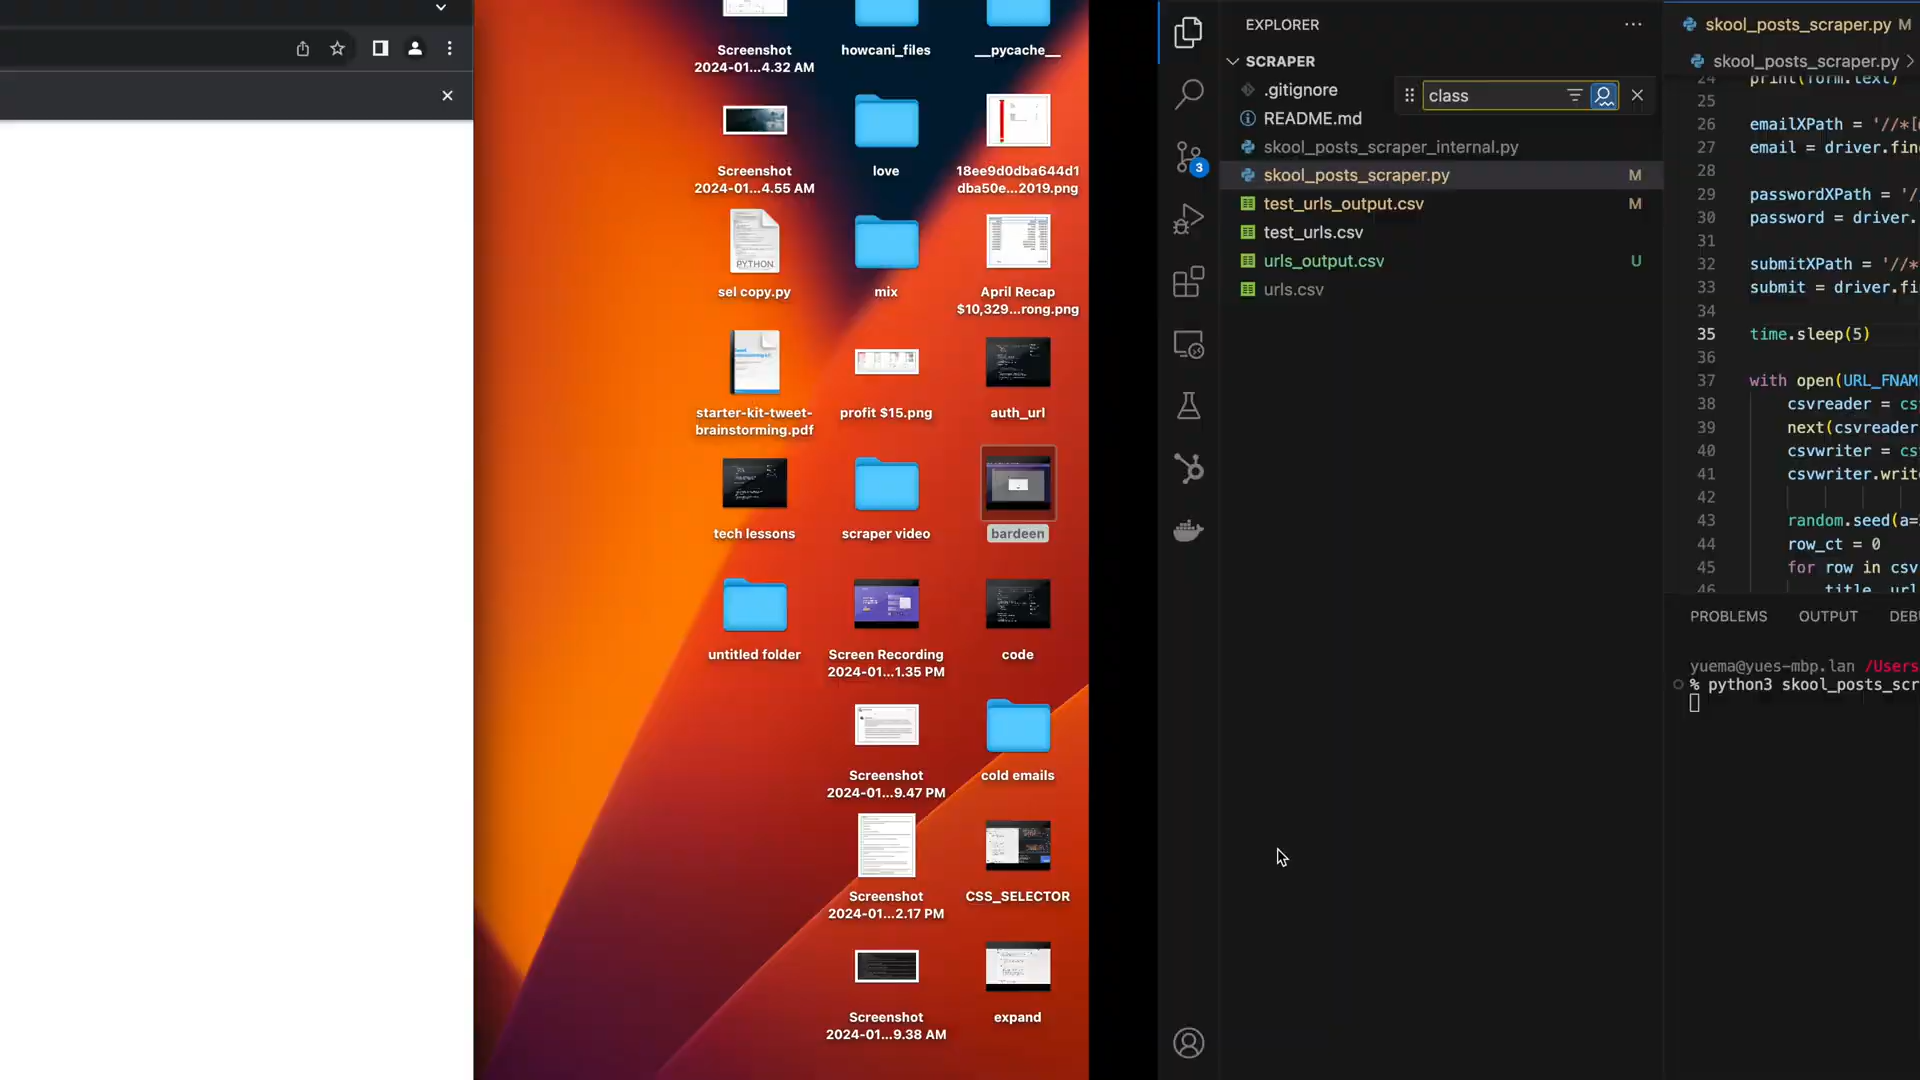 Screenshot
2024-01...4.32 AM
howcani_files
__pycache__
Screenshot
2024-01...4.55 AM
love
18ee9d0dba644d1
dba50e...2019.png
PYTHON
sel copy.py
mix
April Recap
$10,329...rong.png
starter-kit-tweet-
brainstorming.pdf
profit $15.png
auth_url
tech lessons
scraper video
bardeen
untitled folder
Screen Recording
2024-01...1.35 PM
code
Screenshot
2024-01...9.47 PM
cold emails
Screenshot
2024-01...2.17 PM
CSS_SELECTOR
Screenshot
2024-01...9.38 AM
expand
EXPLORER
SCRAPER
class
.gitignore
README.md
skool_posts_scraper_internal.py
skool_posts_scraper.py M
test_urls_output.csv M
test_urls.csv
urls_output.csv U
urls.csv
3
skool_posts_scraper.py M
skool_posts_scraper.py >
24 print(form.text)
25
26 emailXPath = '//*[
27 email = driver.fin
28
29 passwordXPath = '/
30 password = driver.
31
32 submitXPath = '//*
33 submit = driver.fi
34
35 time.sleep(5)
36
37 with open(URL_FNAM
38 csvreader = cs
39 next(csvreader
40 csvwriter = cs
41 csvwriter.writ
42
43 random.seed(a=
44 row_ct = 0
45 for row in csv
46 title, url
PROBLEMS OUTPUT DEBU
yuema@yues-mbp.lan /Users
% python3 skool_posts_scr